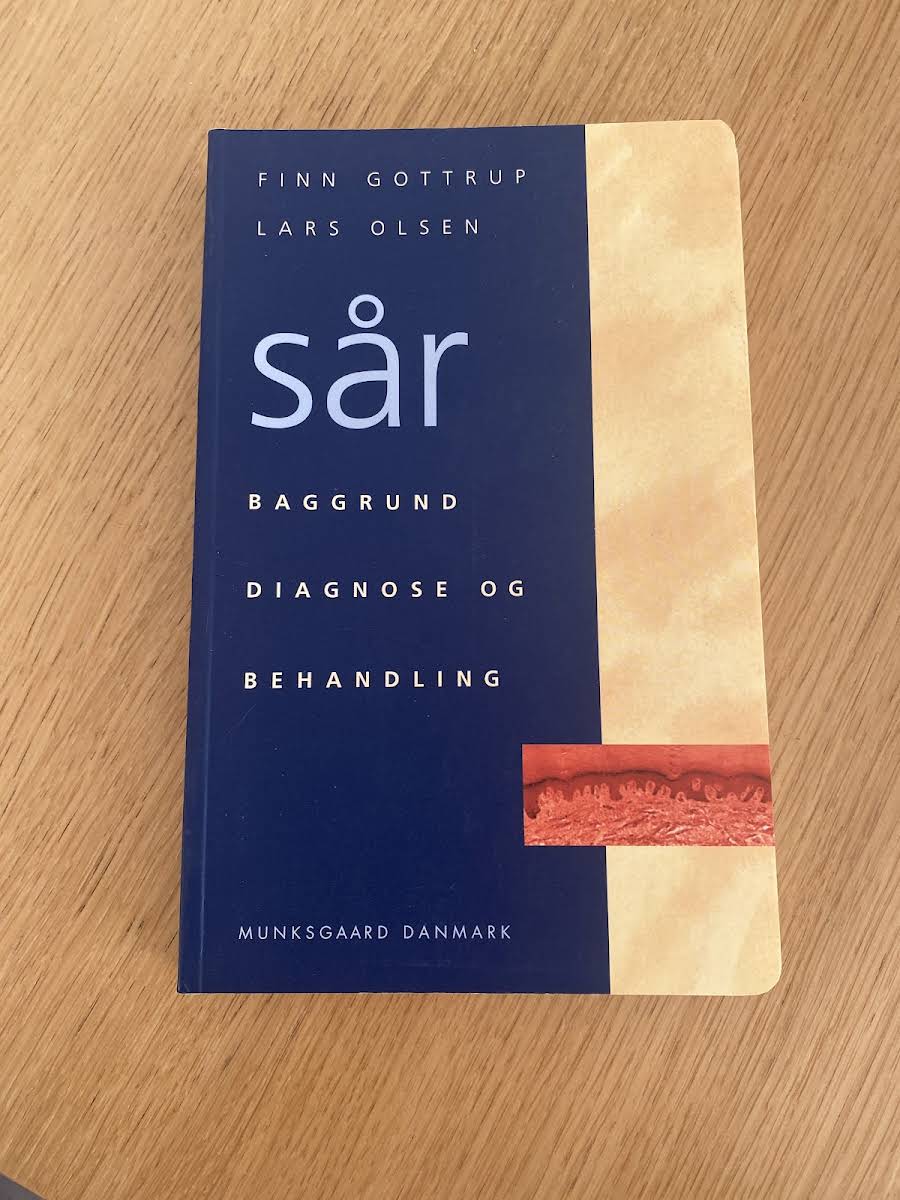 FINN GOTTRUP
LARS OLSEN
sår
BAGGRUND
DIAGNOSE OG
BEHANDLING
MUNKSGAARD DANMARK